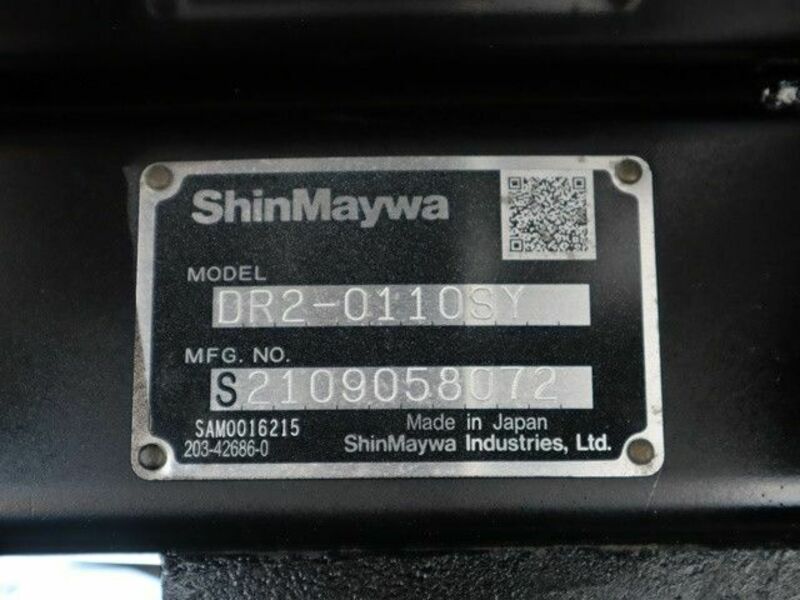 ShinMaywa
MODEL
DR2-0110SY
MFG. NO.
S2109058072
SAM0016215
203-42686-0
Made in Japan
ShinMaywa Industries, Ltd.